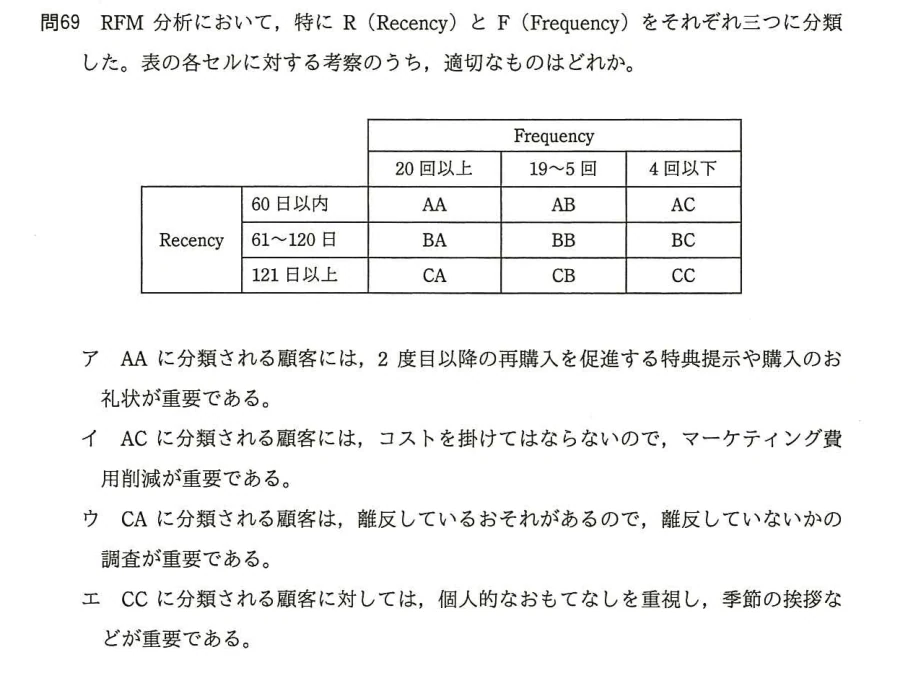 問69 RFM 分析において，特に R（Recency）と F（Frequency）をそれぞれ三つに分類
した。表の各セルに対する考察のうち，適切なものはどれか。
Frequency
20 回以上 19～5 回 4 回以下
Recency
60 日以内 AA AB AC
61～120 日 BA BB BC
121 日以上 CA CB CC
ア AA に分類される顧客には，2 度目以降の再購入を促進する特典提示や購入のお
礼状が重要である。
イ AC に分類される顧客には，コストを掛けてはならないので，マーケティング費
用削減が重要である。
ウ CA に分類される顧客は，離反しているおそれがあるので，離反していないかの
調査が重要である。
エ CC に分類される顧客に対しては，個人的なおもてなしを重視し，季節の挨拶な
どが重要である。